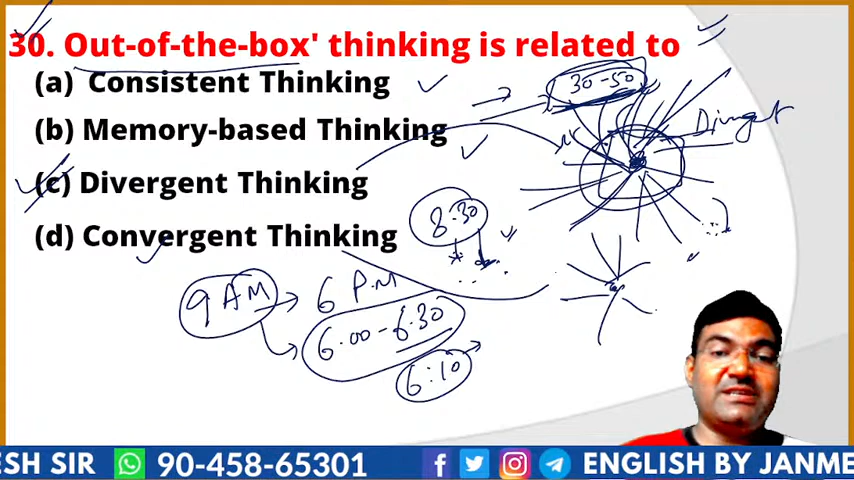 30. Out-of-the-box' thinking is related to
(a) Consistent Thinking
30-50
Divergent
(b) Memory-based Thinking
(c) Divergent Thinking
8.30
(d) Convergent Thinking
9 AM → 6 P.M
6.00-6.30
6:10
ESH SIR 90-458-65301 ENGLISH BY JANME